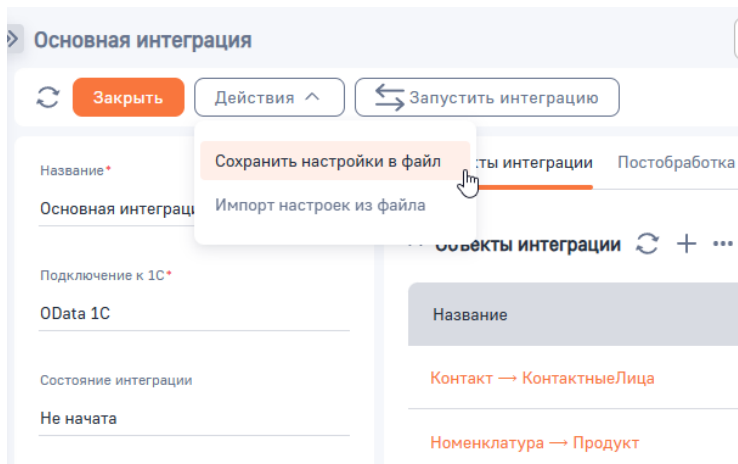 Основная интеграция
Закрыть
Действия
Запустить интеграцию
Сохранить настройки в файл
Импорт настроек из файла
Название*
Основная интеграци
кты интеграции
Постобработка
Объекты интеграции
Подключение к 1С*
OData 1C
Название
Состояние интеграции
Не начата
Контакт → КонтактныеЛица
Номенклатура → Продукт